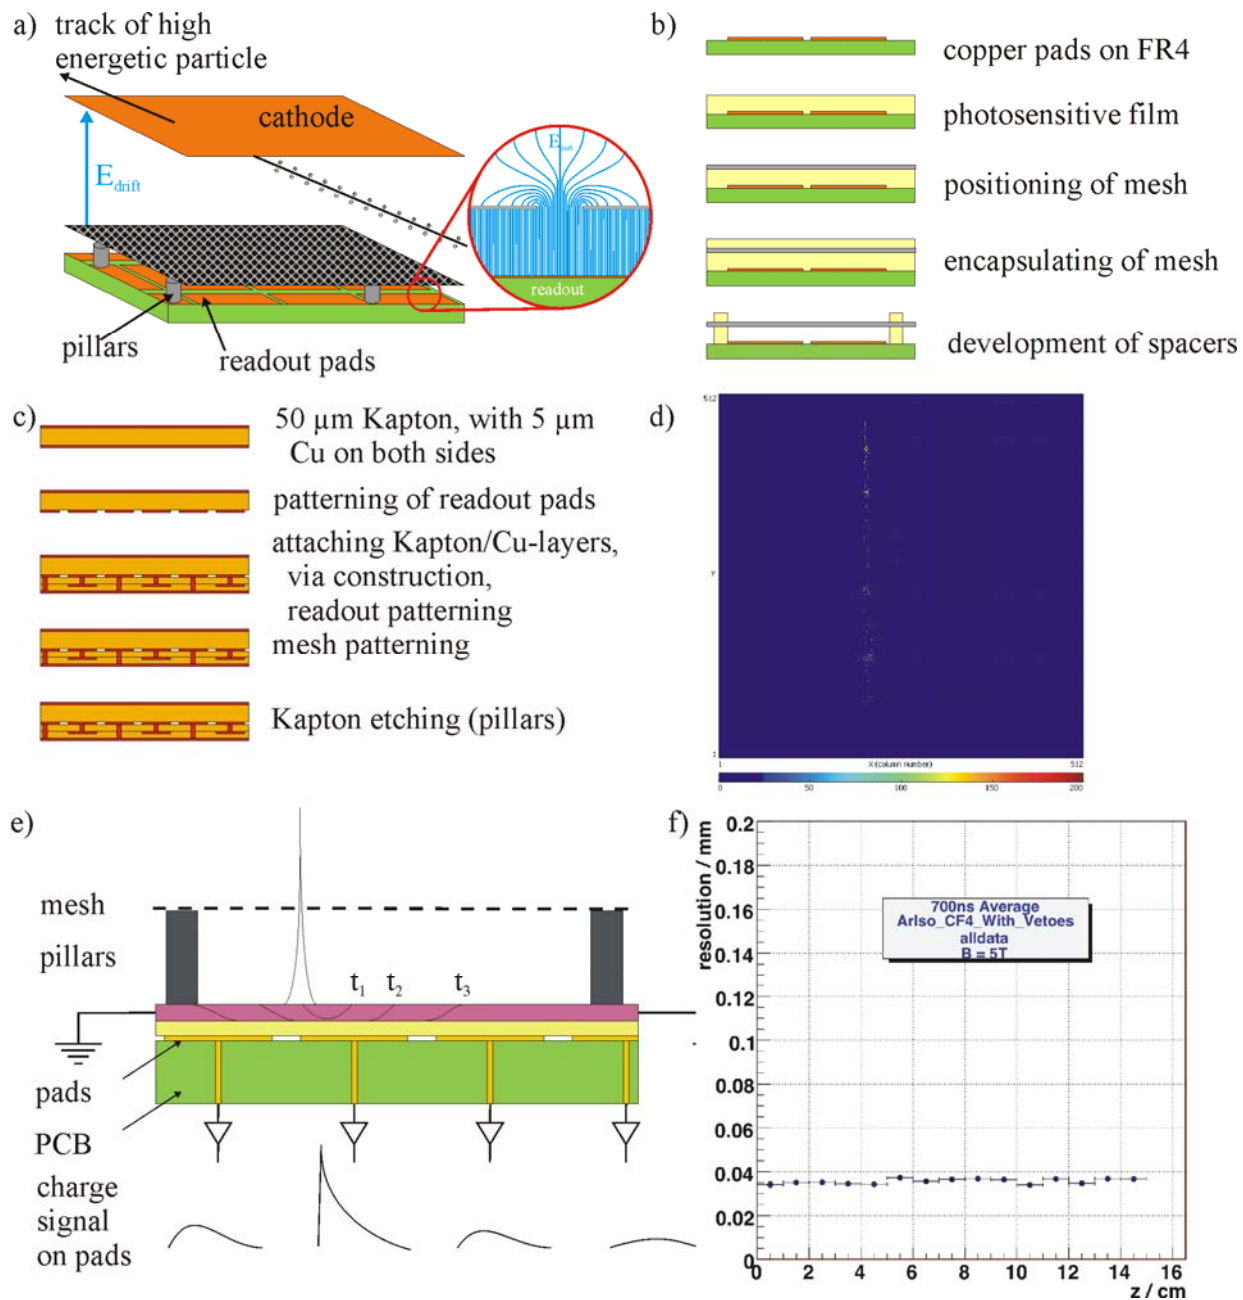 a)
track of high
energetic particle
cathode
E_drift
E_drift
readout
pillars
readout pads
b)
copper pads on FR4
photosensitive film
positioning of mesh
encapsulating of mesh
development of spacers
c)
50 µm Kapton, with 5 µm
Cu on both sides
patterning of readout pads
attaching Kapton/Cu-layers,
via construction,
readout patterning
mesh patterning
Kapton etching (pillars)
d)
512
Y
1
1
X (column number)
512
0
50
100
150
200
e)
mesh
pillars
t1
t2
t3
pads
PCB
charge
signal
on pads
f)
resolution / mm
0.2
0.18
0.16
0.14
0.12
0.1
0.08
0.06
0.04
0.02
0
700ns Average
ArIso_CF4_With_Vetoes
alldata
B = 5T
0
2
4
6
8
10
12
14
16
z / cm